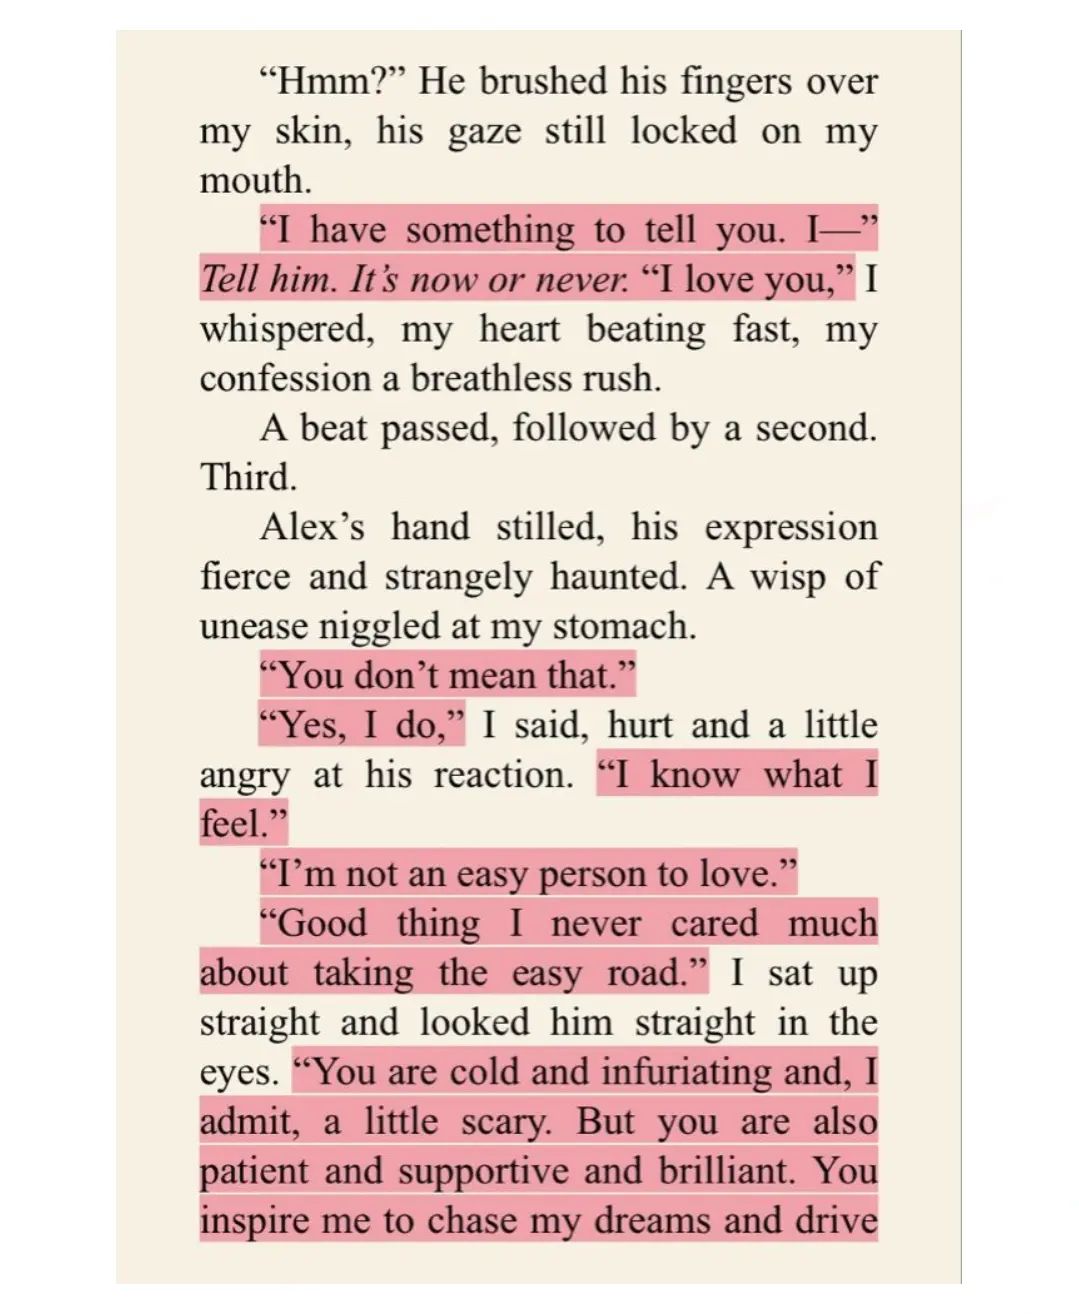 “Hmm?” He brushed his fingers over
my skin, his gaze still locked on my
mouth.
“I have something to tell you. I—”
Tell him. It’s now or never. “I love you,” I
whispered, my heart beating fast, my
confession a breathless rush.
A beat passed, followed by a second.
Third.
Alex’s hand stilled, his expression
fierce and strangely haunted. A wisp of
unease niggled at my stomach.
“You don’t mean that.”
“Yes, I do,” I said, hurt and a little
angry at his reaction. “I know what I
feel.”
“I’m not an easy person to love.”
“Good thing I never cared much
about taking the easy road.” I sat up
straight and looked him straight in the
eyes. “You are cold and infuriating and, I
admit, a little scary. But you are also
patient and supportive and brilliant. You
inspire me to chase my dreams and drive